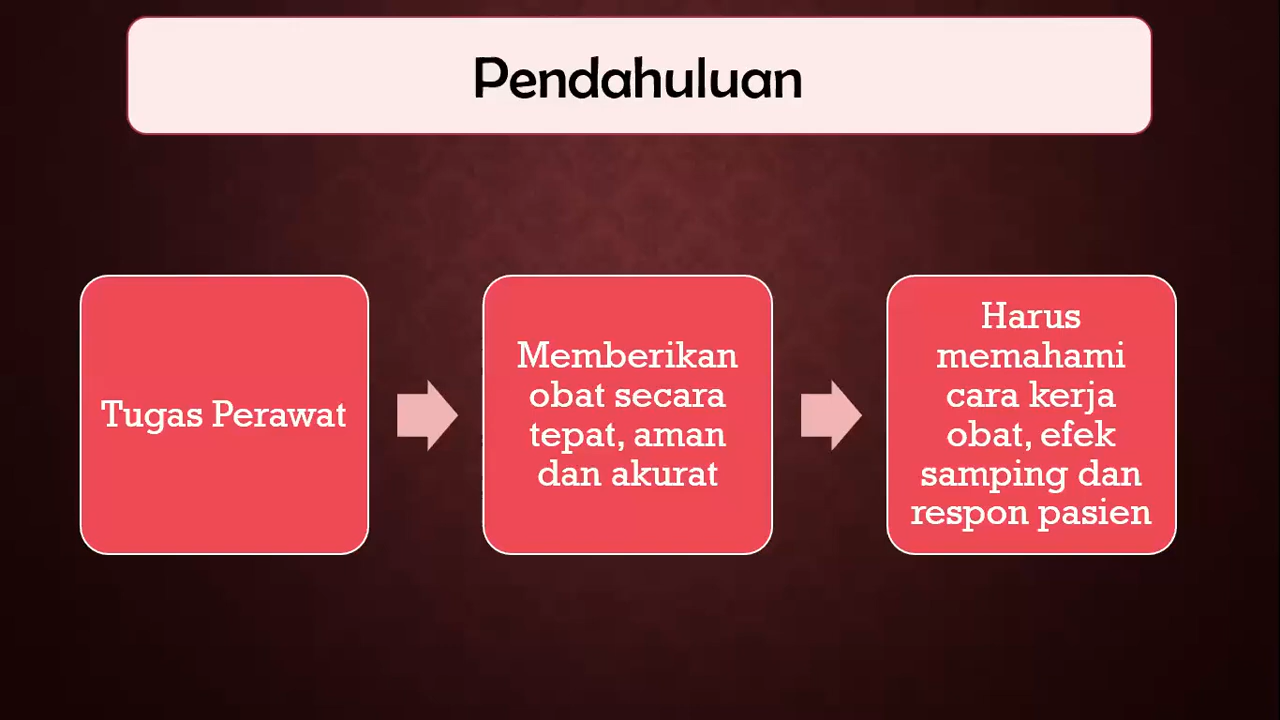 Pendahuluan
Tugas Perawat
Memberikan
obat secara
tepat, aman
dan akurat
Harus
memahami
cara kerja
obat, efek
samping dan
respon pasien